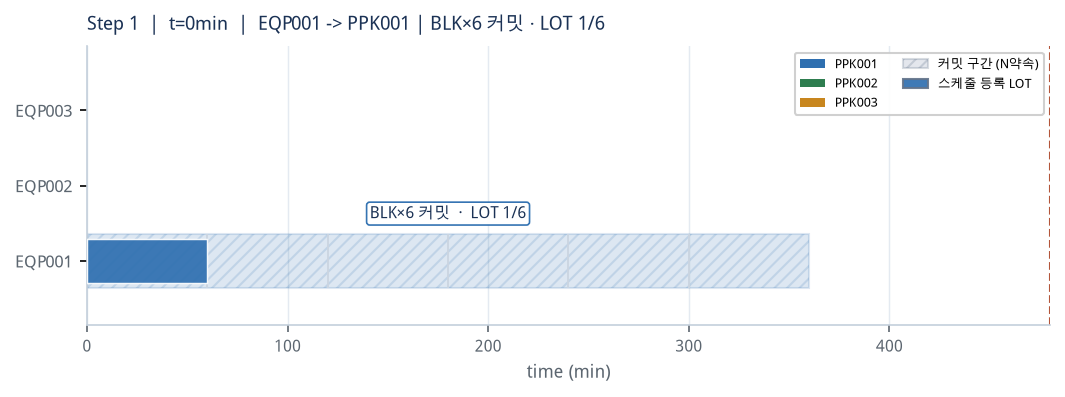 Step 1 | t=0min | EQP001 -> PPK001 | BLK×6 커밋 · LOT 1/6
PPK001
PPK002
PPK003
커밋 구간 (N약속)
스케줄 등록 LOT
EQP003
EQP002
EQP001
BLK×6 커밋 · LOT 1/6
0
100
200
300
400
time (min)